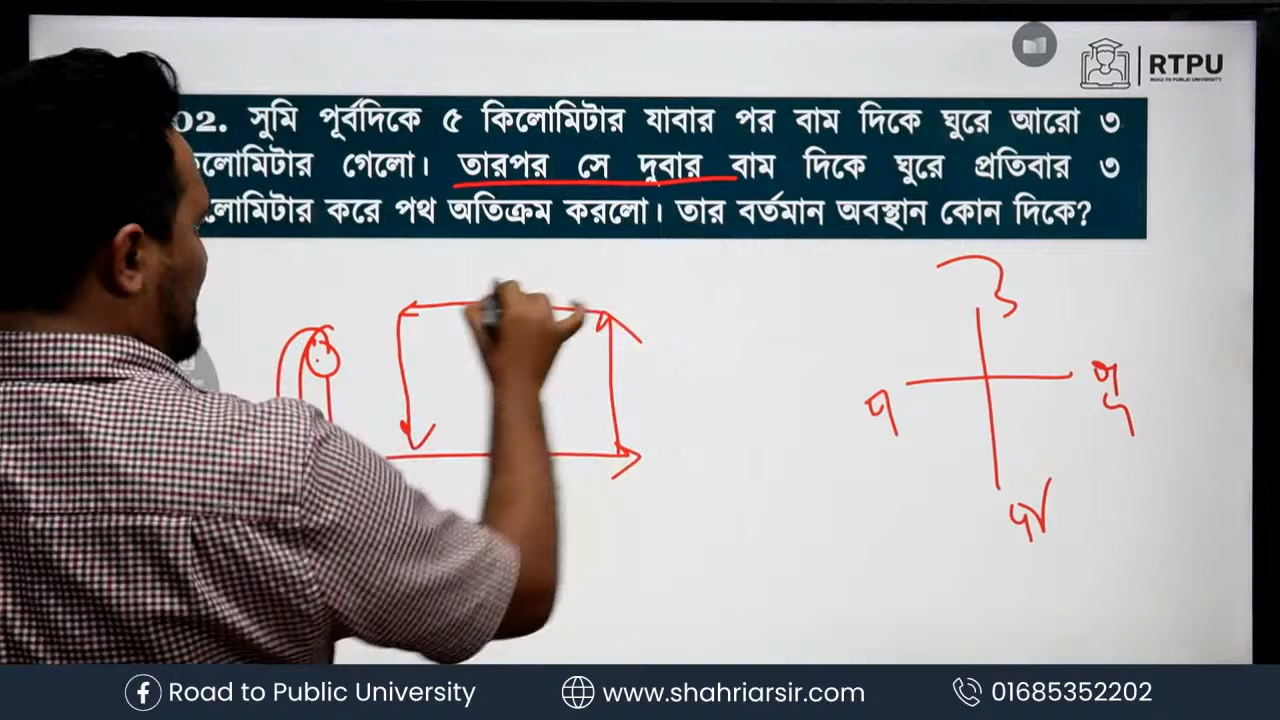 RTPU
ROAD TO PUBLIC UNIVERSITY
02. সুমি পূর্বদিকে ৫ কিলোমিটার যাবার পর বাম দিকে ঘুরে আরো ৩
লোমিটার গেলো। তারপর সে দুবার বাম দিকে ঘুরে প্রতিবার ৩
লোমিটার করে পথ অতিক্রম করলো। তার বর্তমান অবস্থান কোন দিকে?
উ
প
পূ
দ
Road to Public University
www.shahriarsir.com
01685352202